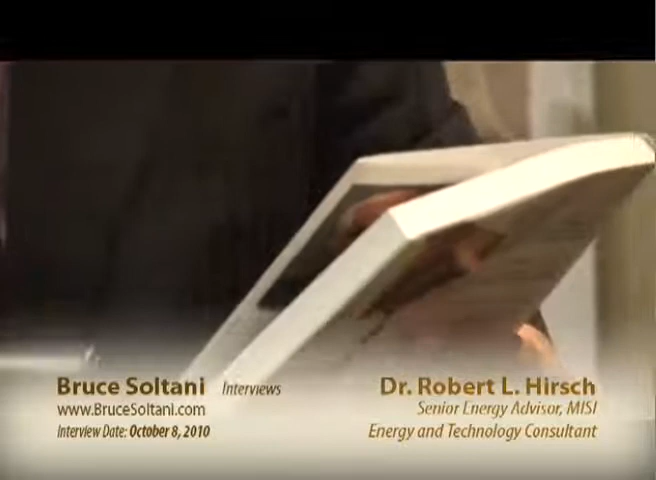 Bruce Soltani Interviews
www.BruceSoltani.com
Interview Date: October 8, 2010
Dr. Robert L. Hirsch
Senior Energy Advisor, MISI
Energy and Technology Consultant